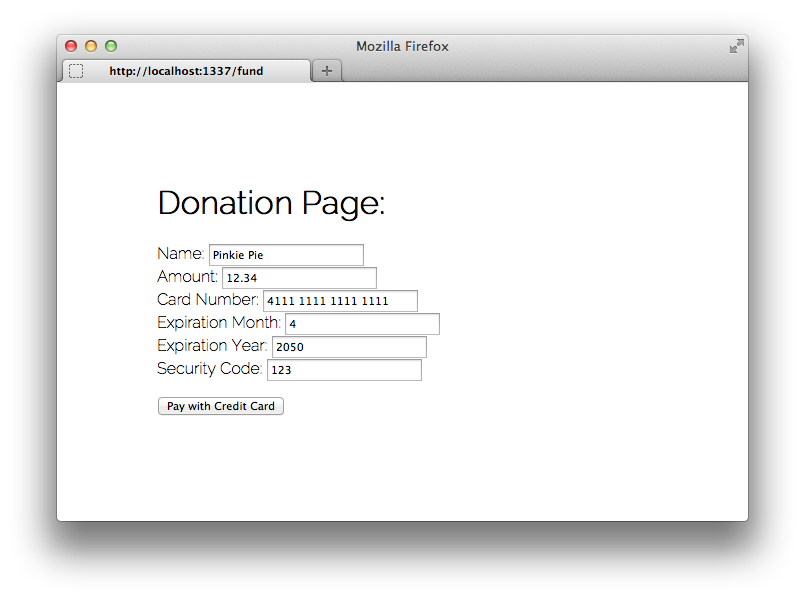 Mozilla Firefox
http://localhost:1337/fund
Donation Page:
Name: Pinkie Pie
Amount: 12.34
Card Number: 4111 1111 1111 1111
Expiration Month: 4
Expiration Year: 2050
Security Code: 123
Pay with Credit Card